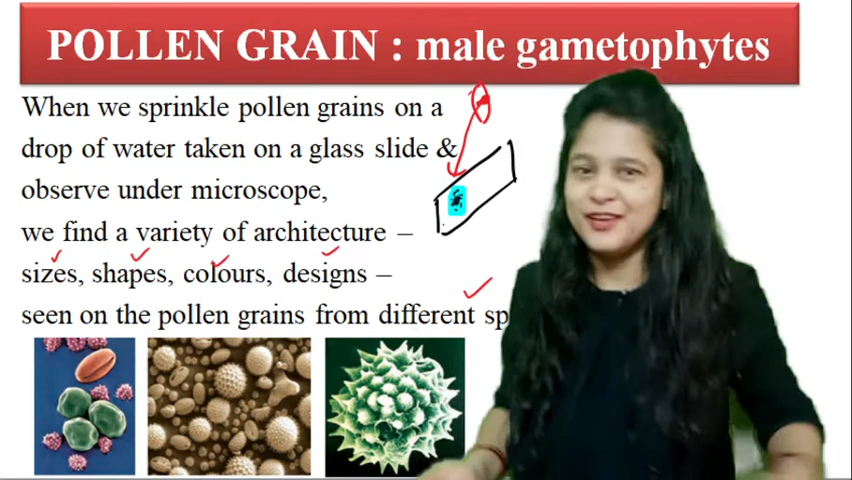 POLLEN GRAIN : male gametophytes
When we sprinkle pollen grains on a
drop of water taken on a glass slide &
observe under microscope,
we find a variety of architecture –
sizes, shapes, colours, designs –
seen on the pollen grains from different sp